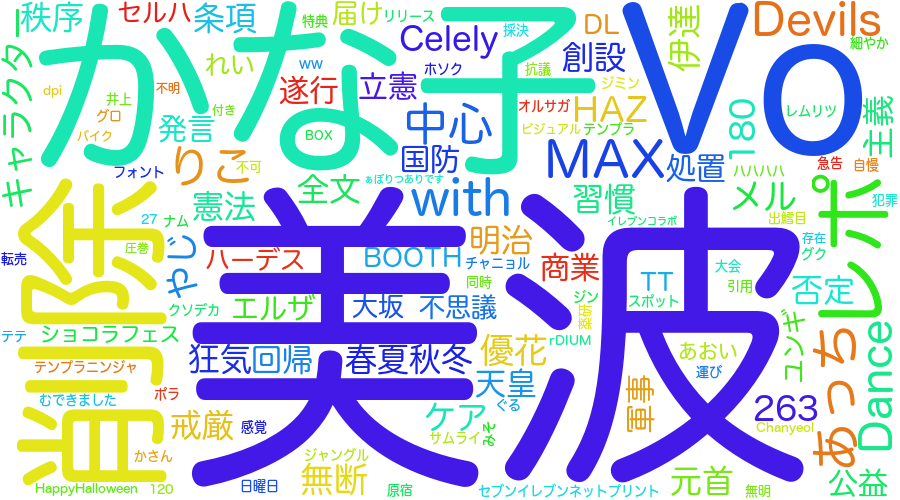 秩序
セルハ
条項
特典
届け
リリース
採決
DL
伊達
Devils
細やか
キャラクター
かな子
れい
ww
Celely
ホソク
創設
Vo
dpi
井上
グロ
不明
付き
遂行
立憲
抗議
ジミン
オルサガ
HAZ
180
レムリツ
主義
バイク
発言
BOX
中心
ビジュアル
テンプラ
フォント
りこ
不可
国防
MAX
処置
ハハハハ
急告
自慢
全文
ぁぽりつありです
with
習慣
メル
出鱈目
犯罪
レポ
削除
27
ナム
憲法
イレブンコラボ
転売
圧巻
やじ
ハーデス
BOOTH
明治
チャニョル
商業
美波
TT
大会
存在
グク
否定
クソデカ
エルザ
大坂
同時
不思議
ジン
スポット
引用
薬研
テテ
ショコラフェス
rDIUM
ユンギ
あっち
Dance
テンプラニンジャ
狂気
回帰
春夏秋冬
優花
あおい
運び
むできました
ポラ
天皇
ぐる
軍事
263
戒厳
感覚
ケア
サムライ
みそ
Chanyeol
かさん
ジャングル
無断
元首
公益
HappyHalloween
120
日曜日
原宿
セブンイレブンネットプリント
無明